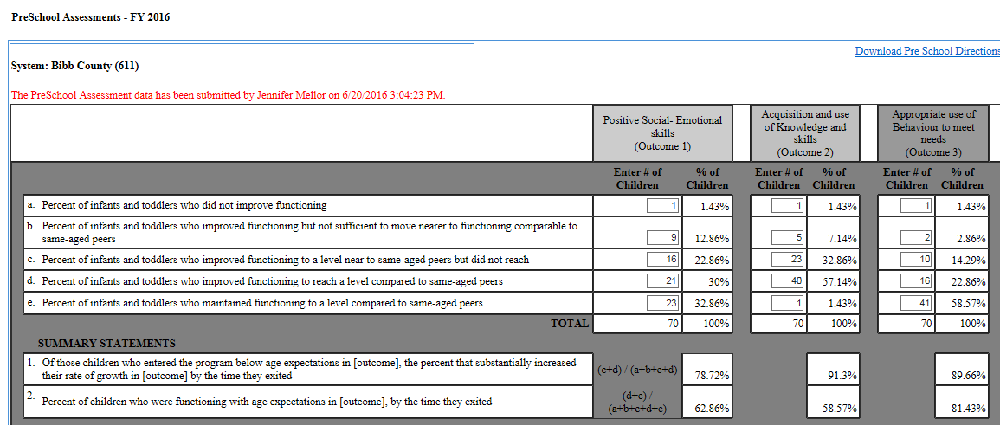 PreSchool Assessments - FY 2016
Download Pre School Directions
System: Bibb County (611)
The PreSchool Assessment data has been submitted by Jennifer Mellor on 6/20/2016 3:04:23 PM.
Positive Social- Emotional
skills
(Outcome 1)
Acquisition and use
of Knowledge and
skills
(Outcome 2)
Appropriate use of
Behaviour to meet
needs
(Outcome 3)
Enter # of
Children
% of
Children
Enter # of
Children
% of
Children
Enter # of
Children
% of
Children
a. Percent of infants and toddlers who did not improve functioning 1 1.43% 1 1.43% 1 1.43%
b. Percent of infants and toddlers who improved functioning but not sufficient to move nearer to functioning comparable to
same-aged peers 9 12.86% 5 7.14% 2 2.86%
c. Percent of infants and toddlers who improved functioning to a level near to same-aged peers but did not reach 16 22.86% 23 32.86% 10 14.29%
d. Percent of infants and toddlers who improved functioning to reach a level compared to same-aged peers 21 30% 40 57.14% 16 22.86%
e. Percent of infants and toddlers who maintained functioning to a level compared to same-aged peers 23 32.86% 1 1.43% 41 58.57%
TOTAL 70 100% 70 100% 70 100%
SUMMARY STATEMENTS
1. Of those children who entered the program below age expectations in [outcome], the percent that substantially increased
their rate of growth in [outcome] by the time they exited
(c+d) / (a+b+c+d) 78.72% 91.3% 89.66%
2. Percent of children who were functioning with age expectations in [outcome], by the time they exited
(d+e) /
(a+b+c+d+e) 62.86% 58.57% 81.43%